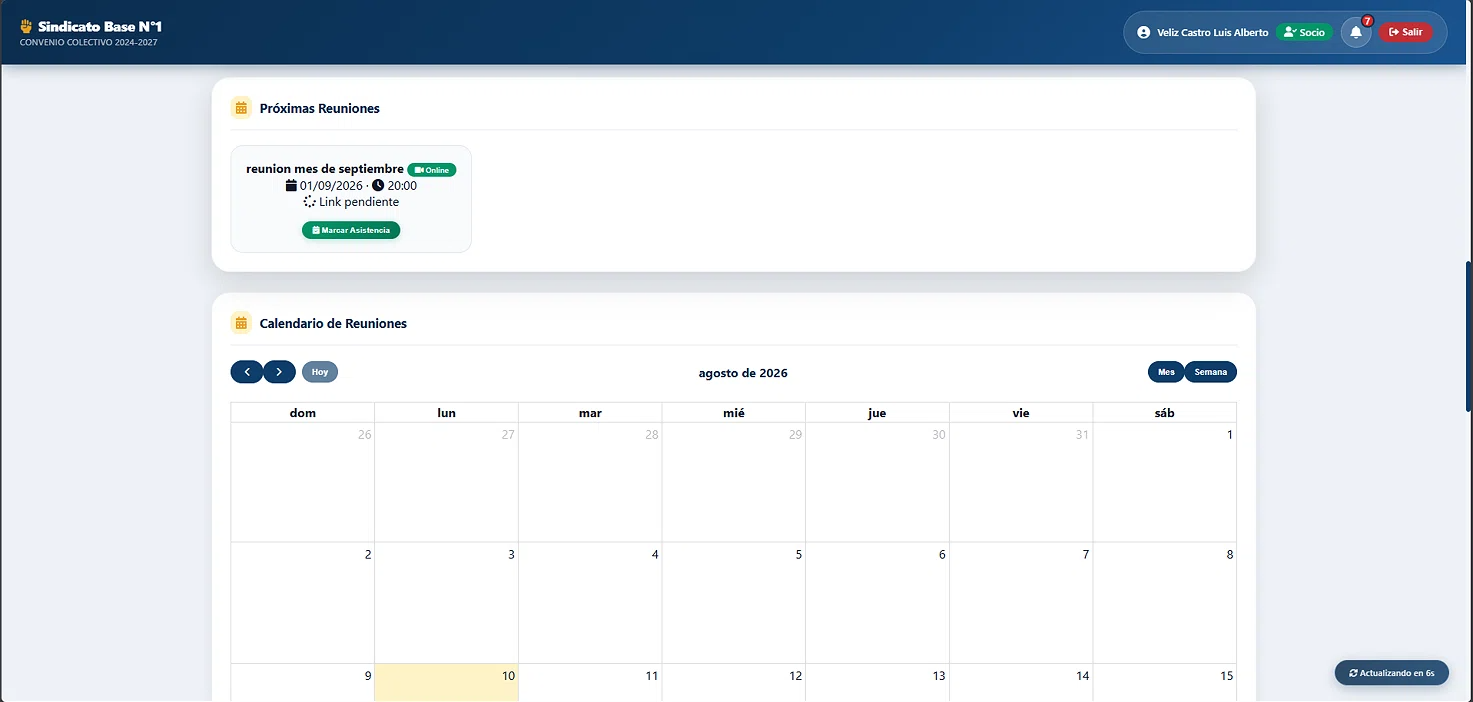 Sindicato Base N°1
CONVENIO COLECTIVO 2024-2027
Veliz Castro Luis Alberto
Socio
7
Salir
Próximas Reuniones
reunion mes de septiembre Online
01/09/2026 · 20:00
Link pendiente
Marcar Asistencia
Calendario de Reuniones
Hoy
agosto de 2026
Mes Semana
dom lun mar mié jue vie sáb
26 27 28 29 30 31 1
2 3 4 5 6 7 8
9 10 11 12 13 14 15
Actualizando en 6s